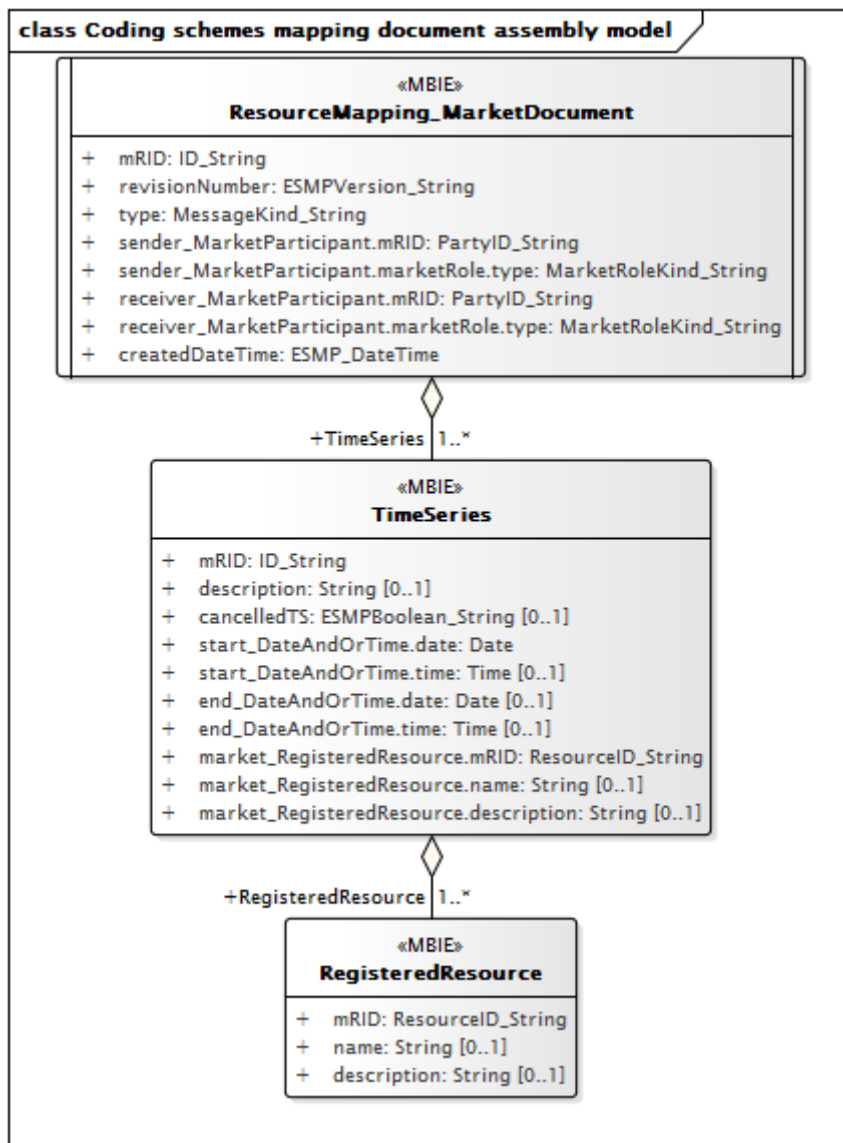 class Coding schemes mapping document assembly model
«MBIE»
ResourceMapping_MarketDocument
+ mRID: ID_String
+ revisionNumber: ESMPVersion_String
+ type: MessageKind_String
+ sender_MarketParticipant.mRID: PartyID_String
+ sender_MarketParticipant.marketRole.type: MarketRoleKind_String
+ receiver_MarketParticipant.mRID: PartyID_String
+ receiver_MarketParticipant.marketRole.type: MarketRoleKind_String
+ createdDateTime: ESMP_DateTime
+TimeSeries 1..*
«MBIE»
TimeSeries
+ mRID: ID_String
+ description: String [0..1]
+ cancelledTS: ESMPBoolean_String [0..1]
+ start_DateAndOrTime.date: Date
+ start_DateAndOrTime.time: Time [0..1]
+ end_DateAndOrTime.date: Date [0..1]
+ end_DateAndOrTime.time: Time [0..1]
+ market_RegisteredResource.mRID: ResourceID_String
+ market_RegisteredResource.name: String [0..1]
+ market_RegisteredResource.description: String [0..1]
+RegisteredResource 1..*
«MBIE»
RegisteredResource
+ mRID: ResourceID_String
+ name: String [0..1]
+ description: String [0..1]